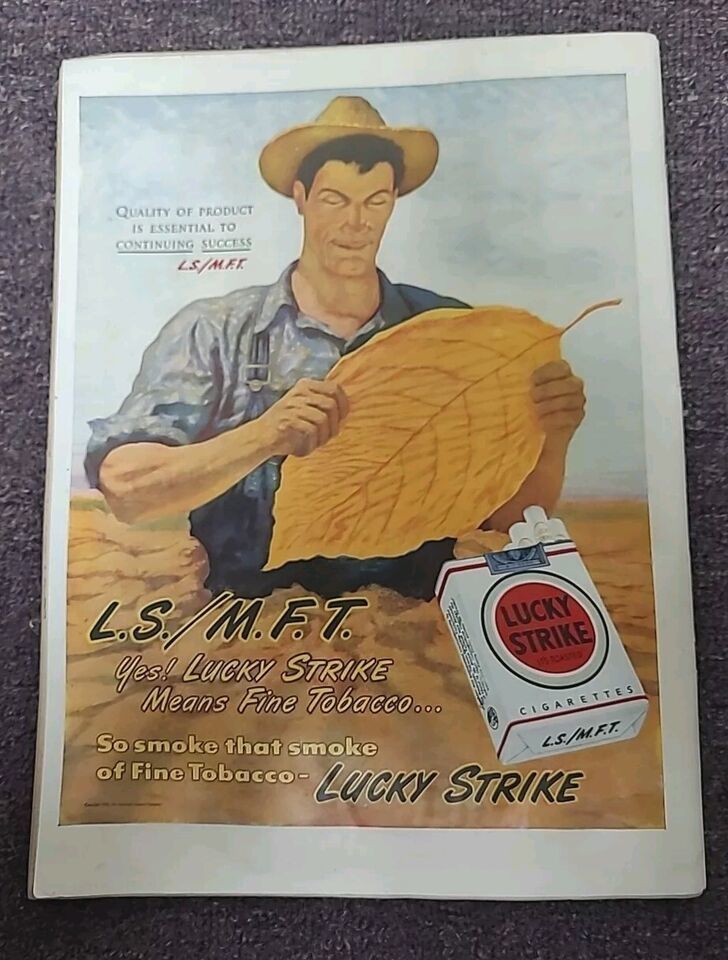 QUALITY OF PRODUCT
IS ESSENTIAL TO
CONTINUING SUCCESS
L.S./M.F.T.
L.S./M.F.T.
Yes! LUCKY STRIKE
Means Fine Tobacco...
So smoke that smoke
of Fine Tobacco– LUCKY STRIKE
LUCKY
STRIKE
IT'S TOASTED
CIGARETTES
L.S./M.F.T.